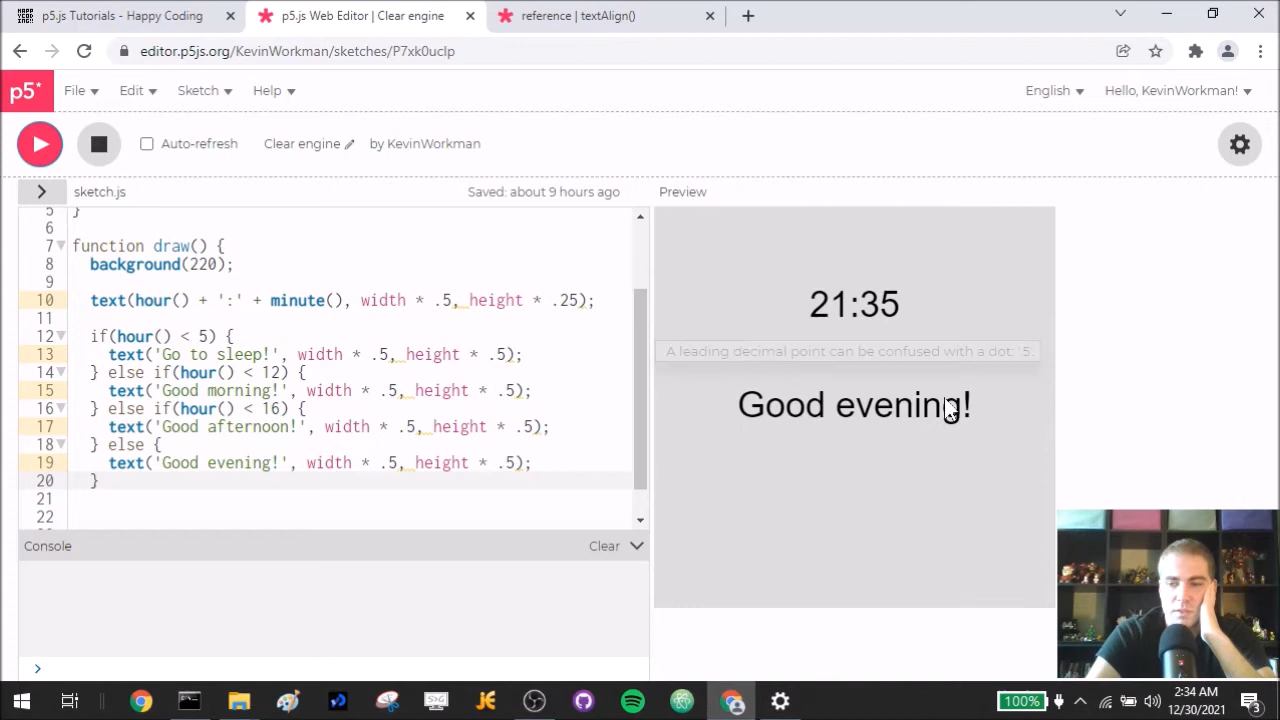 p5.js Tutorials - Happy Coding
p5.js Web Editor | Clear engine
reference | textAlign()
editor.p5js.org/KevinWorkman/sketches/P7xk0uclp
p5*
File
Edit
Sketch
Help
English
Hello, KevinWorkman!
Auto-refresh
Clear engine
by KevinWorkman
sketch.js
Saved: about 9 hours ago
Preview
5 }
6
7 function draw() {
8 background(220);
9
10 text(hour() + ':' + minute(), width * .5, height * .25);
11
12 if(hour() < 5) {
13 text('Go to sleep!', width * .5, height * .5);
14 } else if(hour() < 12) {
15 text('Good morning!', width * .5, height * .5);
16 } else if(hour() < 16) {
17 text('Good afternoon!', width * .5, height * .5);
18 } else {
19 text('Good evening!', width * .5, height * .5);
20 }
21
22
21:35
A leading decimal point can be confused with a dot: '.5'.
Good evening!
Console
Clear
>
100%
2:34 AM
12/30/2021
3